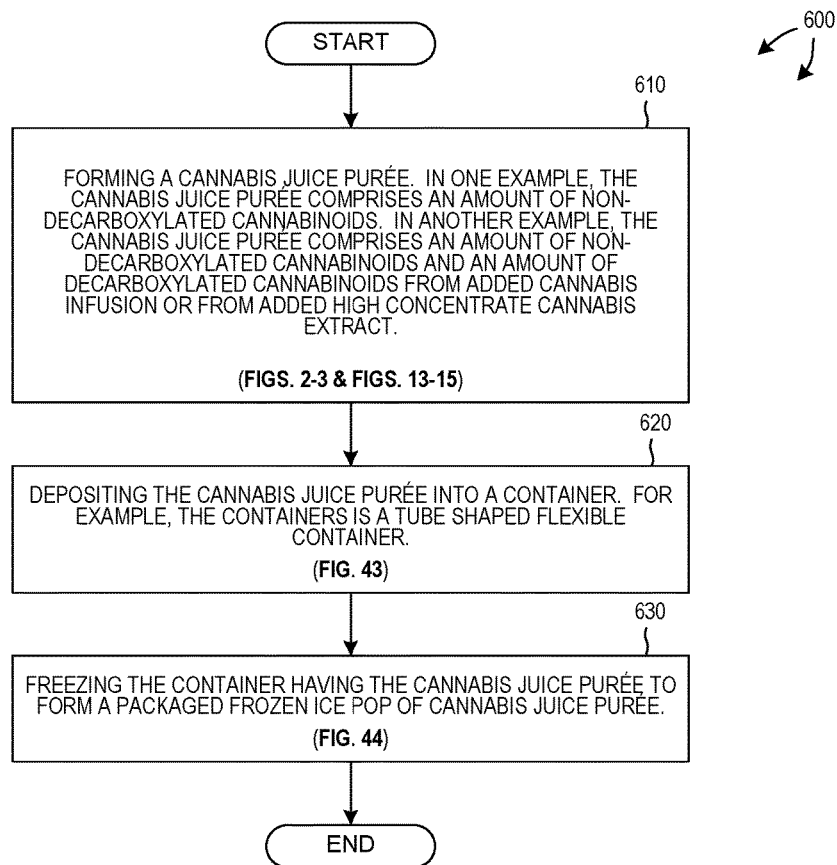 START
600
610
FORMING A CANNABIS JUICE PURÉE. IN ONE EXAMPLE, THE
CANNABIS JUICE PURÉE COMPRISES AN AMOUNT OF NON-
DECARBOXYLATED CANNABINOIDS. IN ANOTHER EXAMPLE, THE
CANNABIS JUICE PURÉE COMPRISES AN AMOUNT OF NON-
DECARBOXYLATED CANNABINOIDS AND AN AMOUNT OF
DECARBOXYLATED CANNABINOIDS FROM ADDED CANNABIS
INFUSION OR FROM ADDED HIGH CONCENTRATE CANNABIS
EXTRACT.
(FIGS. 2-3 & FIGS. 13-15)
620
DEPOSITING THE CANNABIS JUICE PURÉE INTO A CONTAINER. FOR
EXAMPLE, THE CONTAINERS IS A TUBE SHAPED FLEXIBLE
CONTAINER.
(FIG. 43)
630
FREEZING THE CONTAINER HAVING THE CANNABIS JUICE PURÉE TO
FORM A PACKAGED FROZEN ICE POP OF CANNABIS JUICE PURÉE.
(FIG. 44)
END